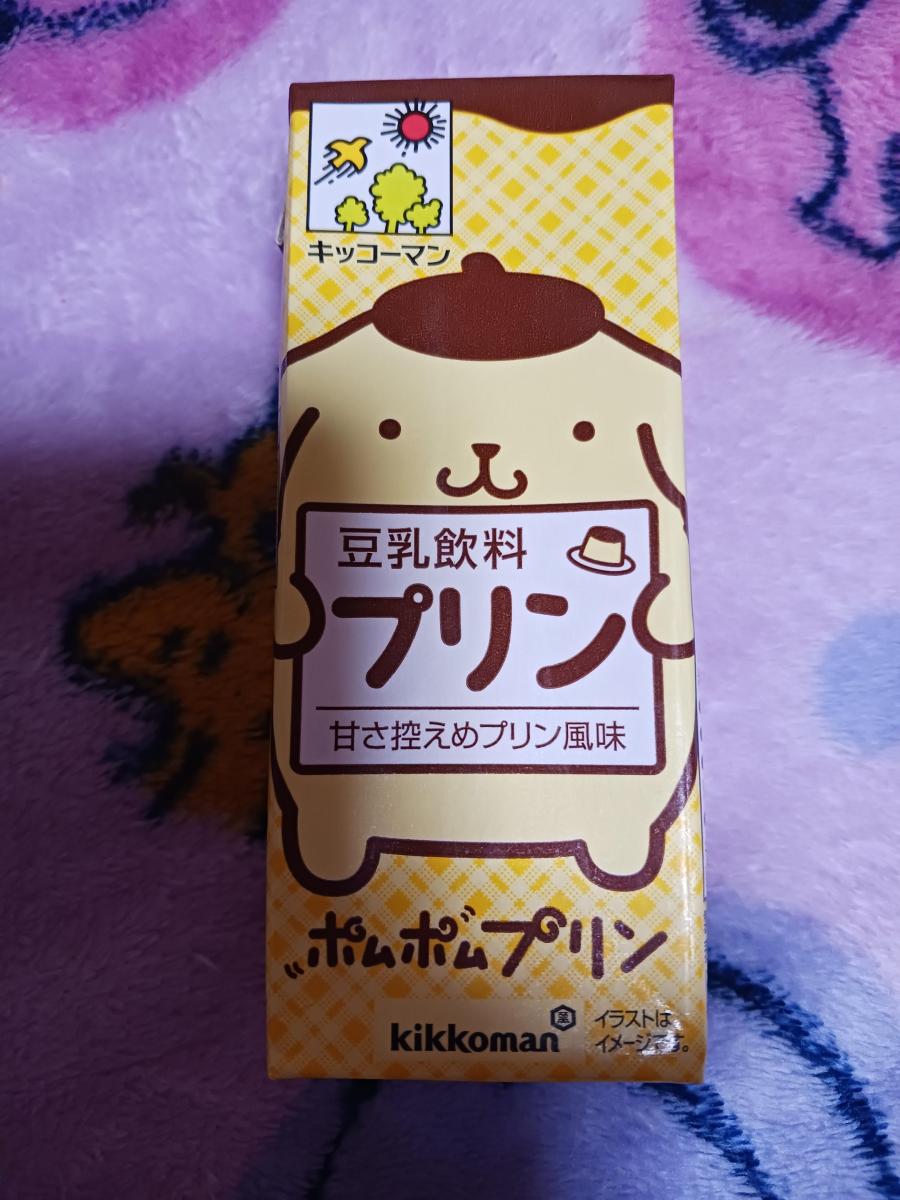 キッコーマン
豆乳飲料
プリン
甘さ控えめプリン風味
ポムポムプリン
kikkoman
イラストは
イメージです。